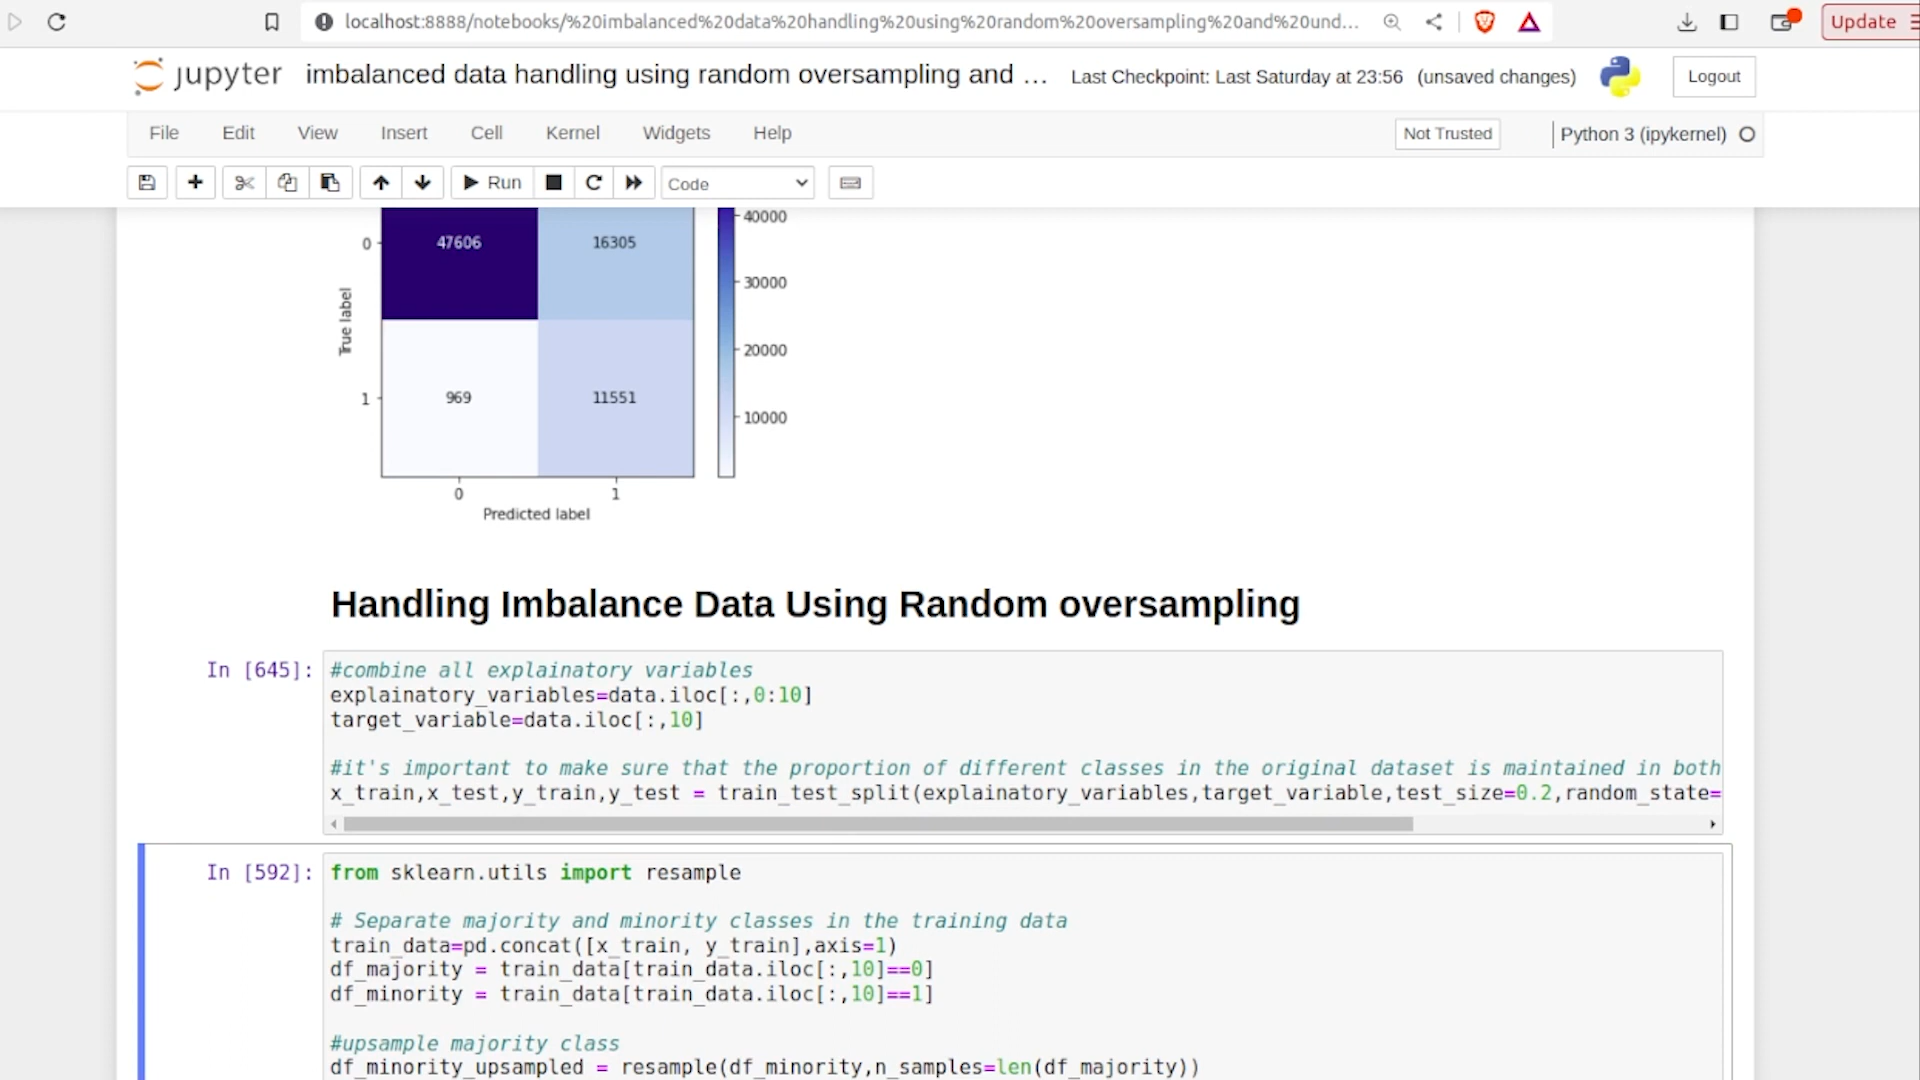 localhost:8888/notebooks/%20imbalanced%20data%20handling%20using%20random%20oversampling%20and%20und...
Update
jupyter imbalanced data handling using random oversampling and ... Last Checkpoint: Last Saturday at 23:56 (unsaved changes) Logout
File Edit View Insert Cell Kernel Widgets Help Not Trusted Python 3 (ipykernel)
Run Code
40000
0 47606 16305
30000
True label
20000
1 969 11551
10000
0 1
Predicted label
Handling Imbalance Data Using Random oversampling
In [645]: #combine all explainatory variables
explainatory_variables=data.iloc[:,0:10]
target_variable=data.iloc[:,10]
#it's important to make sure that the proportion of different classes in the original dataset is maintained in both
x_train,x_test,y_train,y_test = train_test_split(explainatory_variables,target_variable,test_size=0.2,random_state=
In [592]: from sklearn.utils import resample
# Separate majority and minority classes in the training data
train_data=pd.concat([x_train, y_train],axis=1)
df_majority = train_data[train_data.iloc[:,10]==0]
df_minority = train_data[train_data.iloc[:,10]==1]
#upsample majority class
df_minority_upsampled = resample(df_minority,n_samples=len(df_majority))